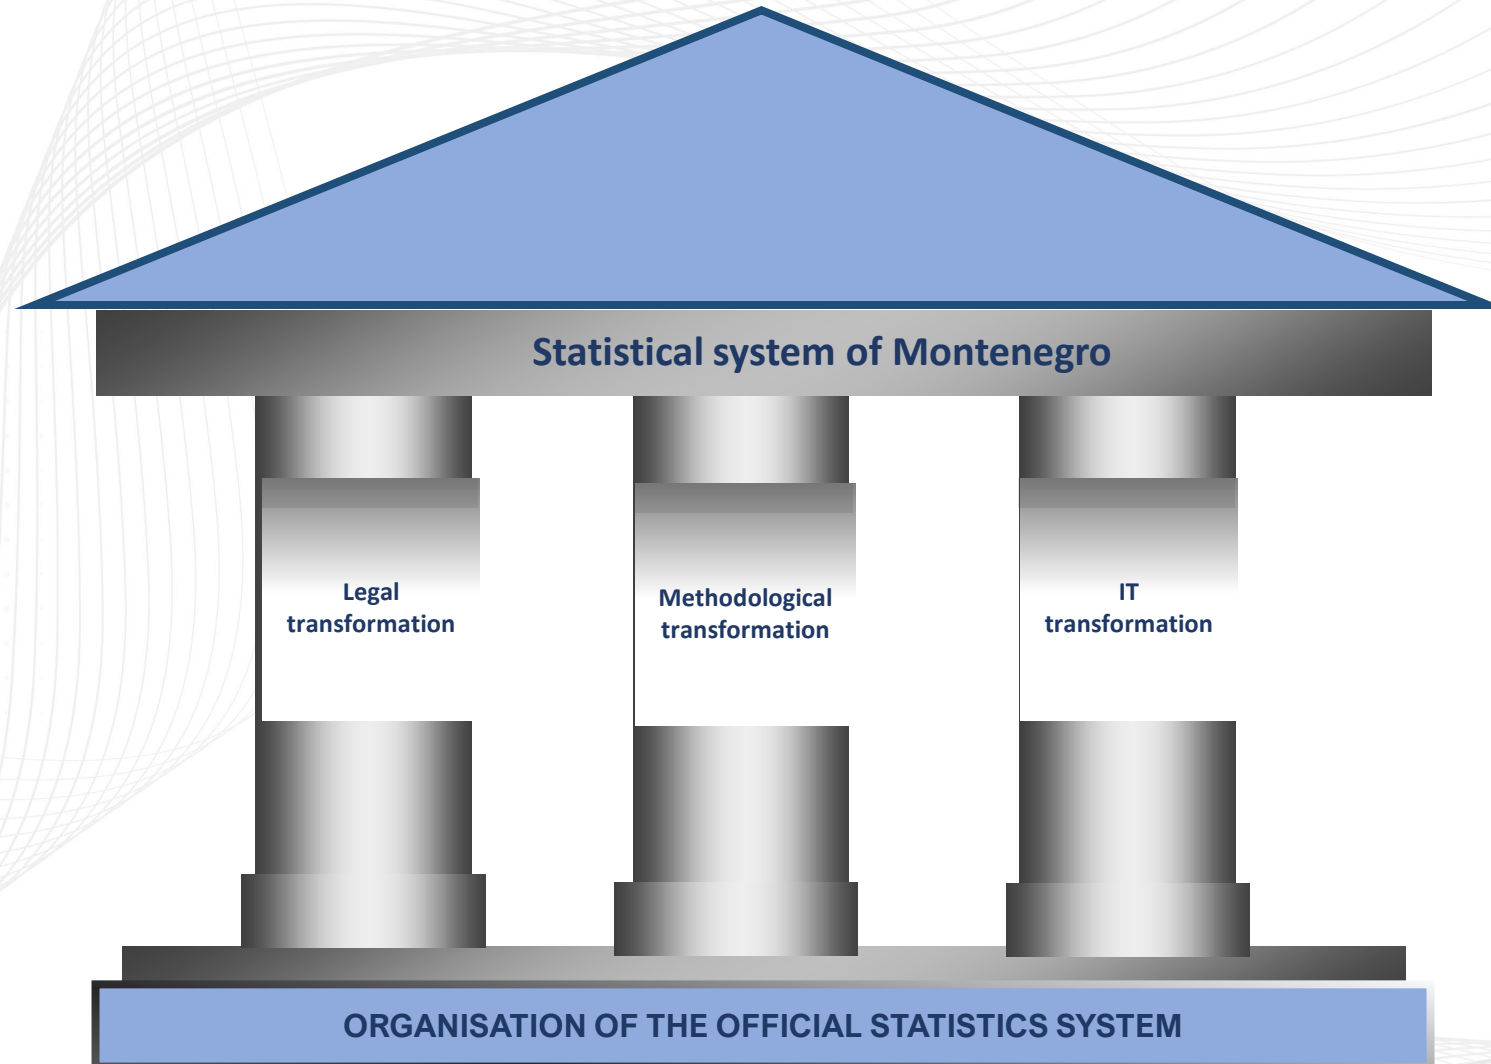 Statistical system of Montenegro
Legal
transformation
Methodological
transformation
IT
transformation
ORGANISATION OF THE OFFICIAL STATISTICS SYSTEM